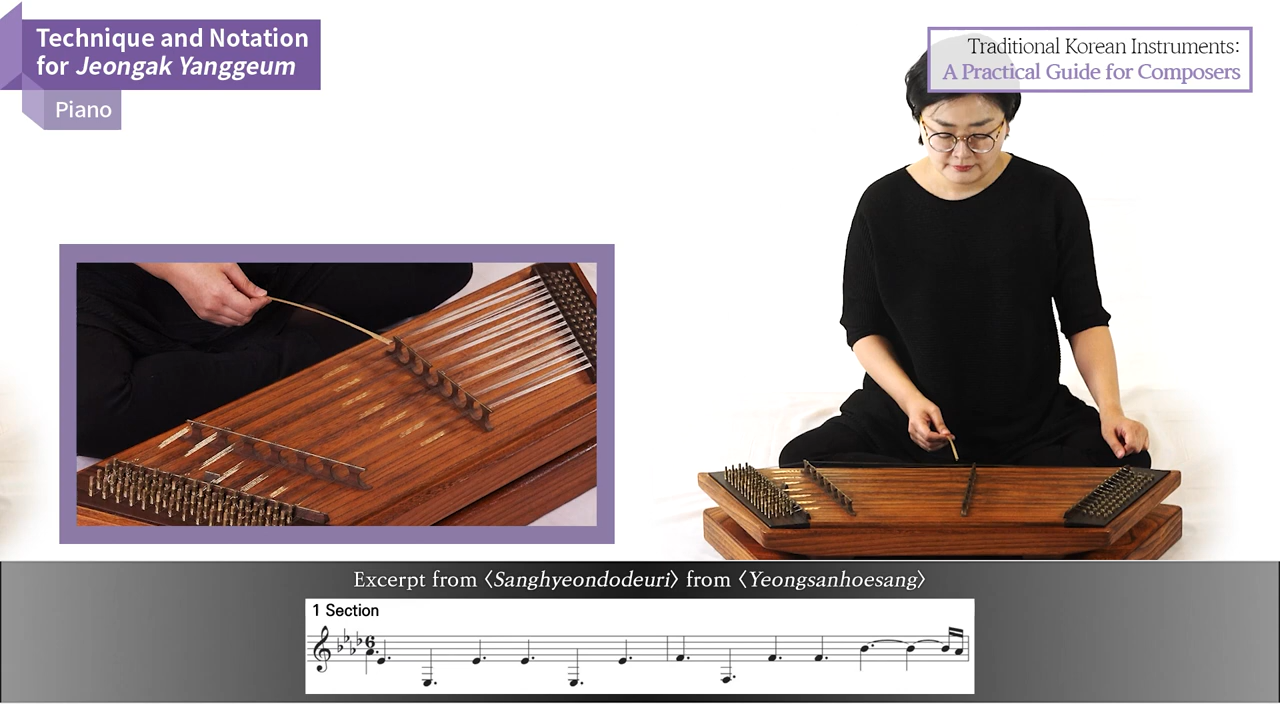 Technique and Notation
for Jeongak Yanggeum
Piano
Traditional Korean Instruments:
A Practical Guide for Composers
Excerpt from 〈Sanghyeondodeuri〉 from 〈Yeongsanhoesang〉
1 Section
6